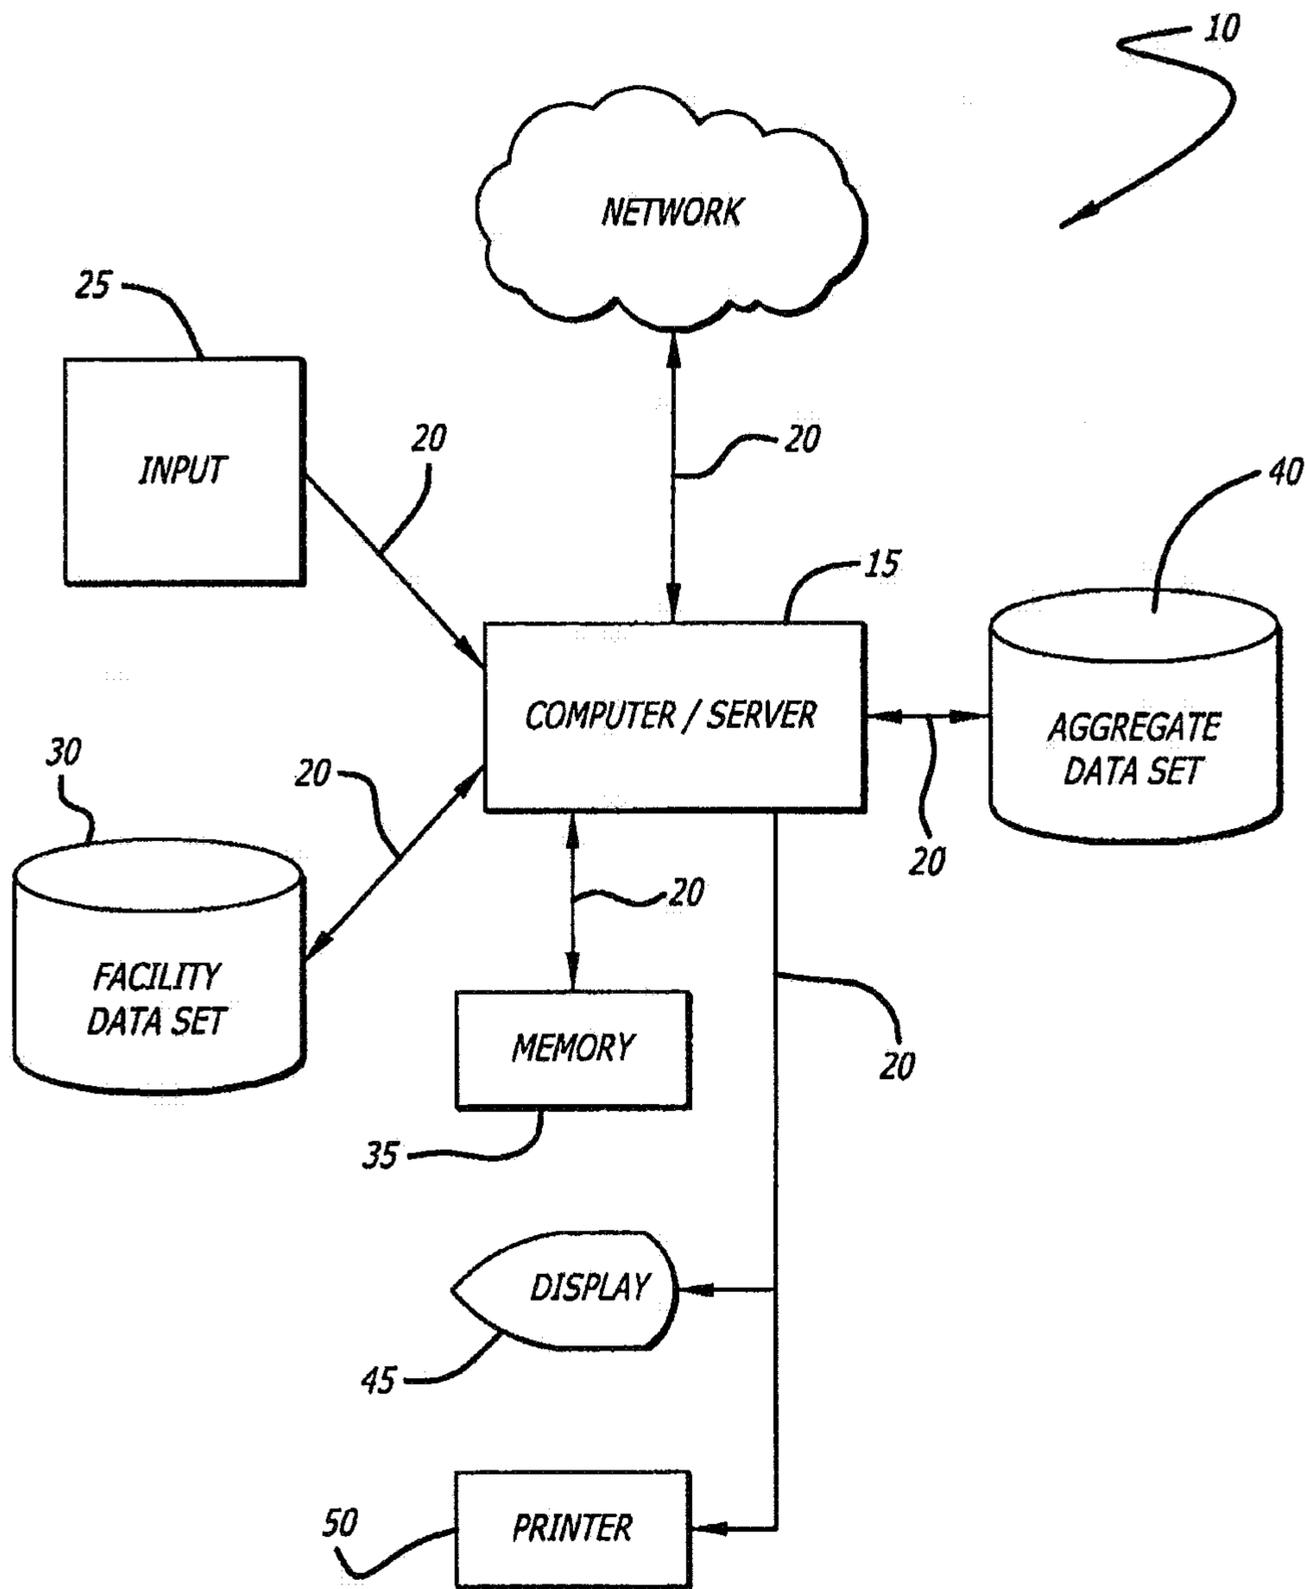 10
NETWORK
25
INPUT
20
20
40
15
COMPUTER / SERVER
AGGREGATE
DATA SET
30
20
20
FACILITY
DATA SET
20
MEMORY
20
35
DISPLAY
45
50
PRINTER